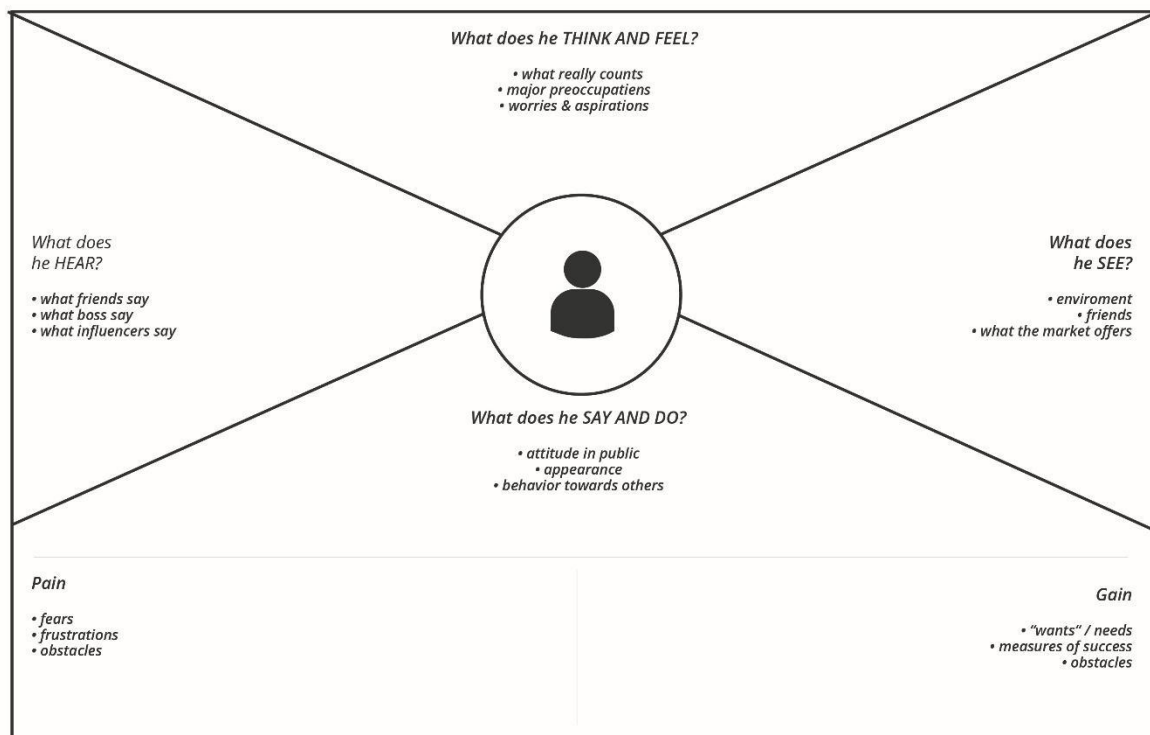 What does he THINK AND FEEL?
• what really counts
• major preoccupatiens
• worries & aspirations
What does
he HEAR?
• what friends say
• what boss say
• what influencers say
What does
he SEE?
• enviroment
• friends
• what the market offers
What does he SAY AND DO?
• attitude in public
• appearance
• behavior towards others
Pain
• fears
• frustrations
• obstacles
Gain
• “wants” / needs
• measures of success
• obstacles